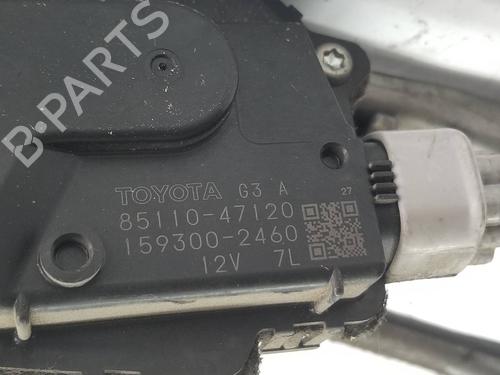 B-PARTS
TOYOTA G3 A 27
85110-47120
159300-2460
12V 7L